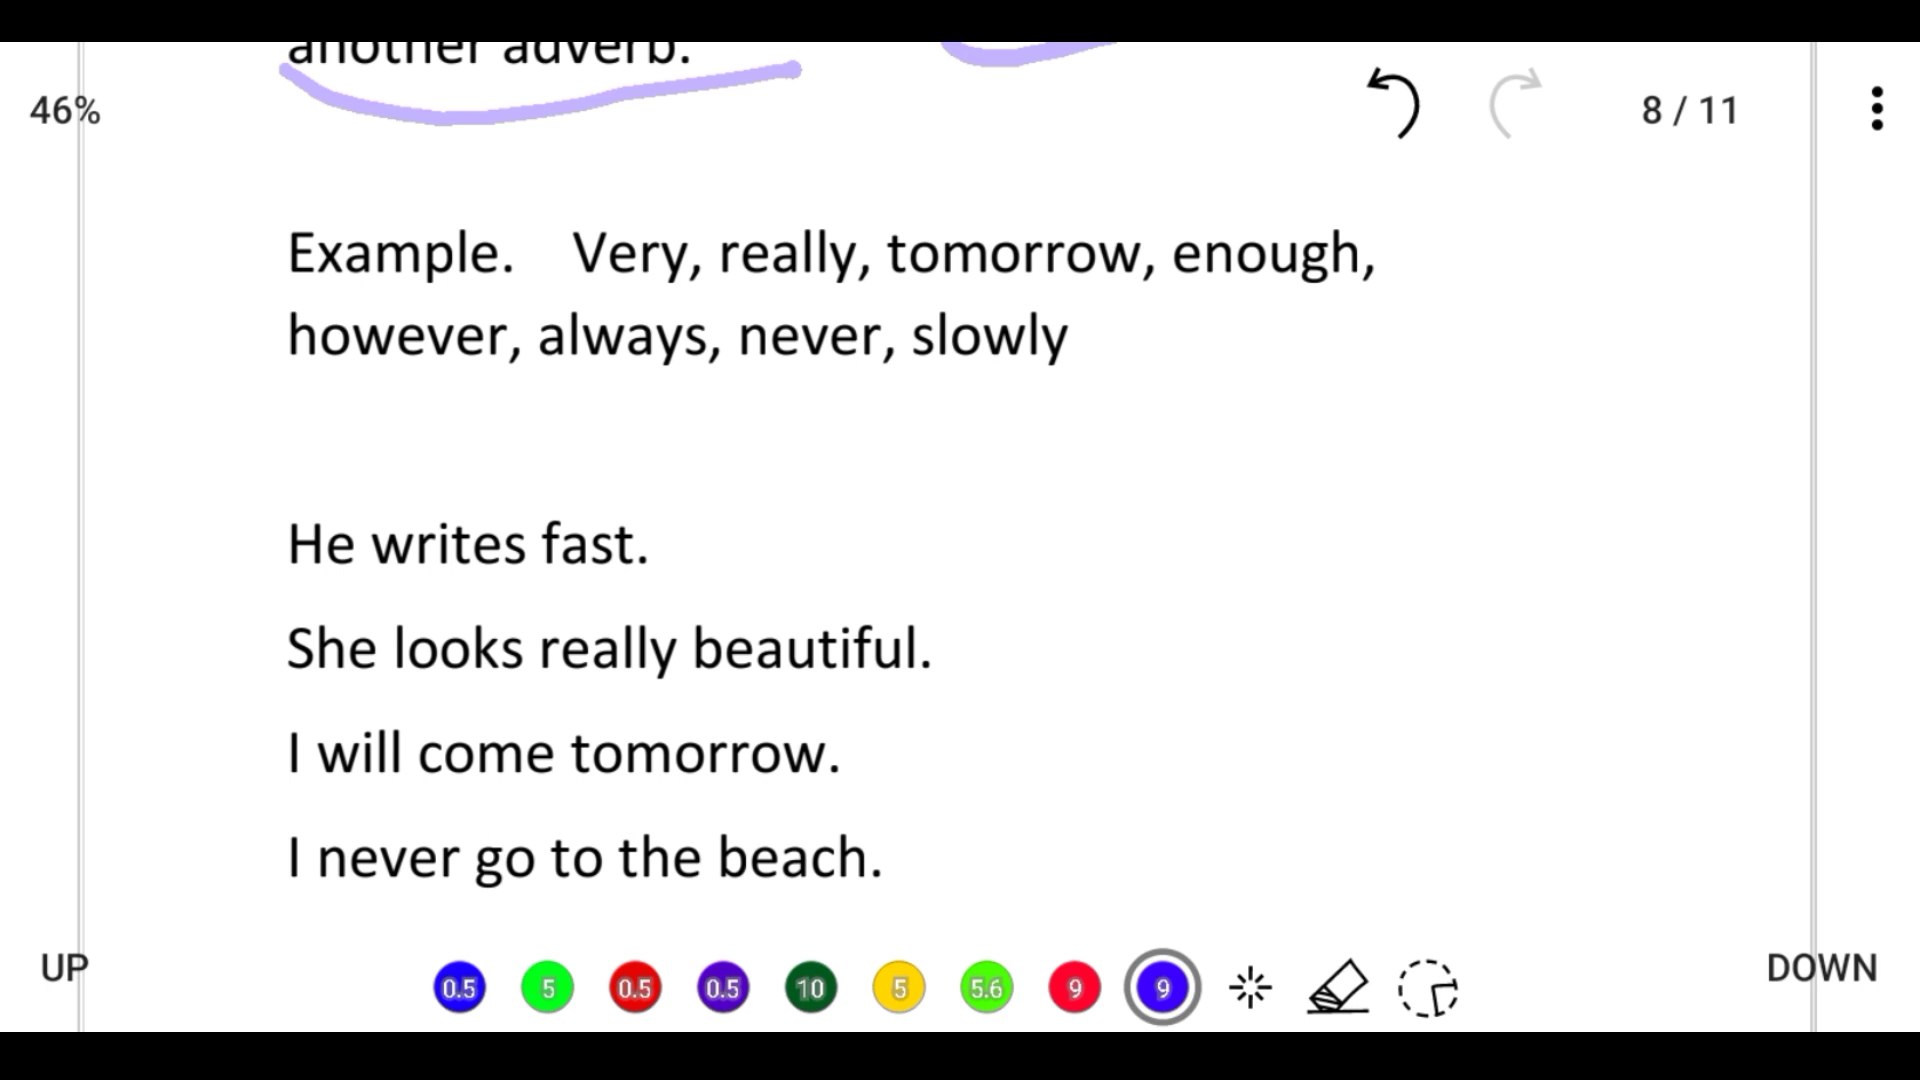 another adverb.
46%
8 / 11
Example. Very, really, tomorrow, enough,
however, always, never, slowly
He writes fast.
She looks really beautiful.
I will come tomorrow.
I never go to the beach.
UP
DOWN
0.5 5 0.5 0.5 10 5 5.6 9 9